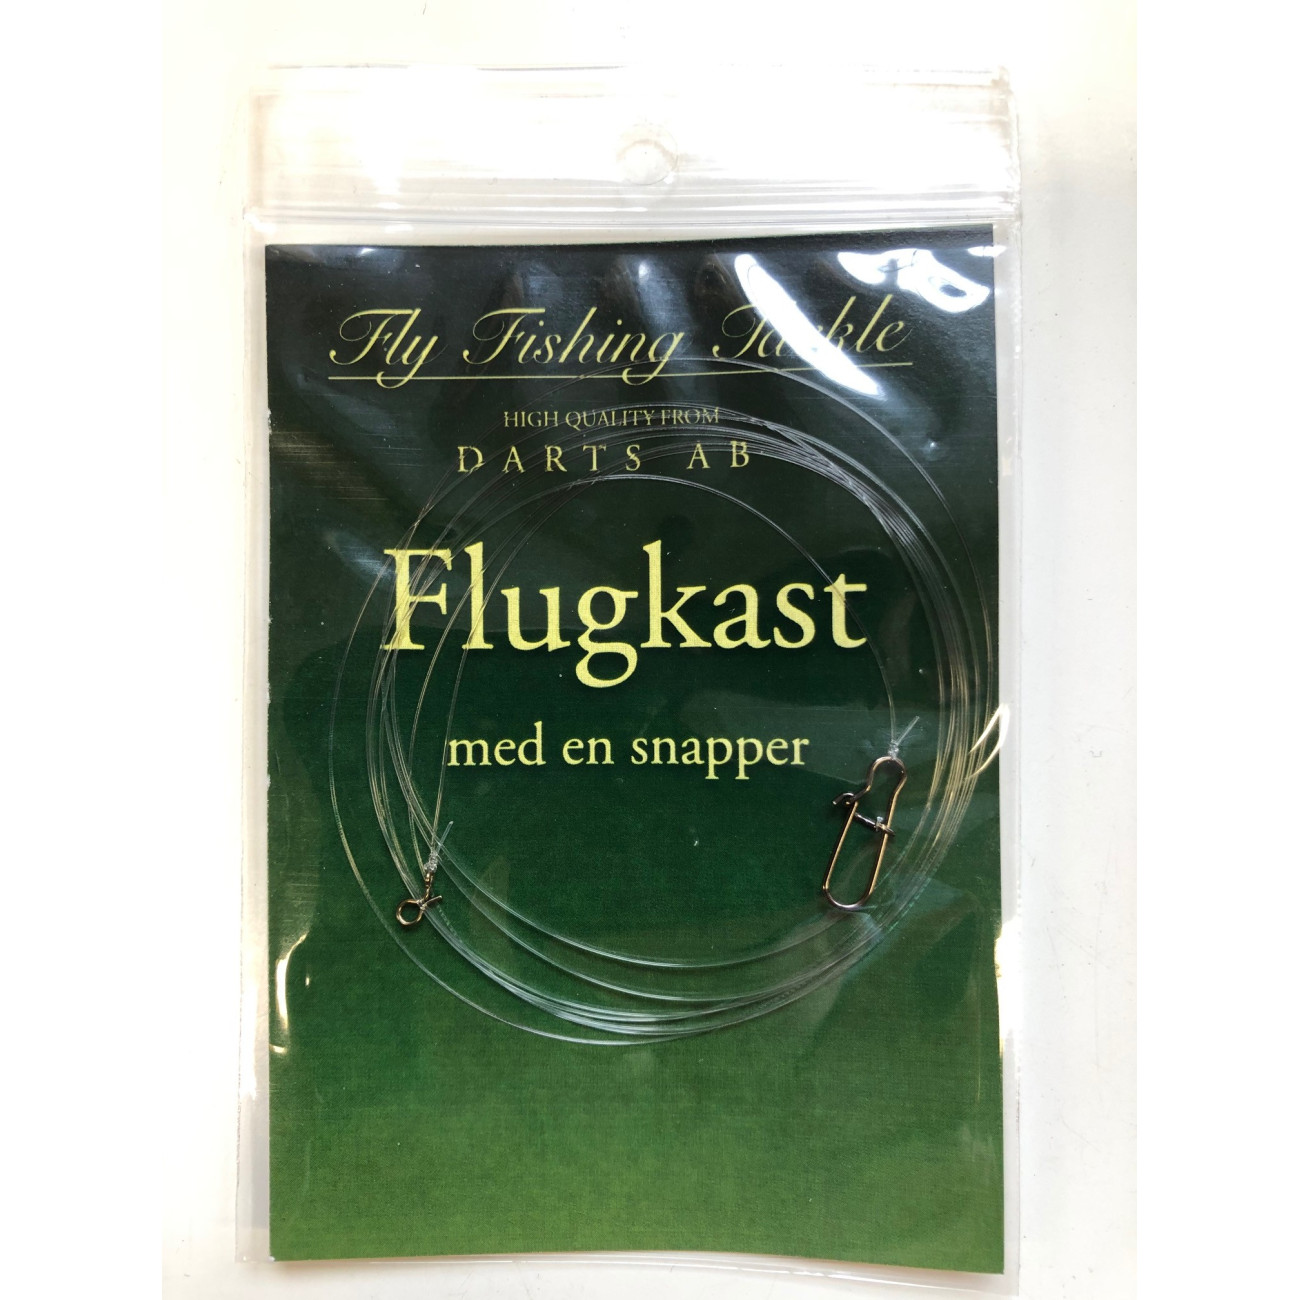 Fly Fishing Tackle
HIGH QUALITY FROM
DARTS AB
Flugkast
med en snapper